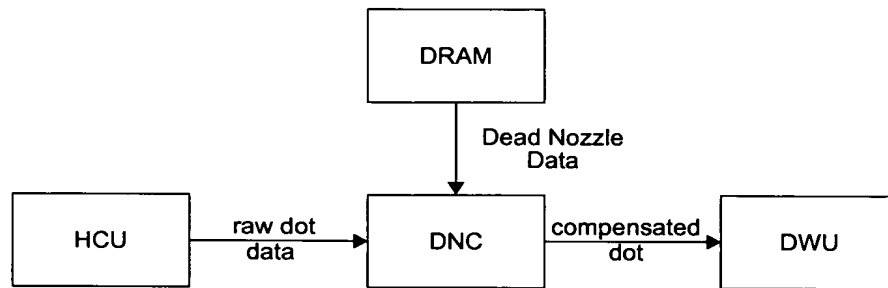 DRAM
Dead Nozzle
Data
HCU
raw dot
data
DNC
compensated
dot
DWU